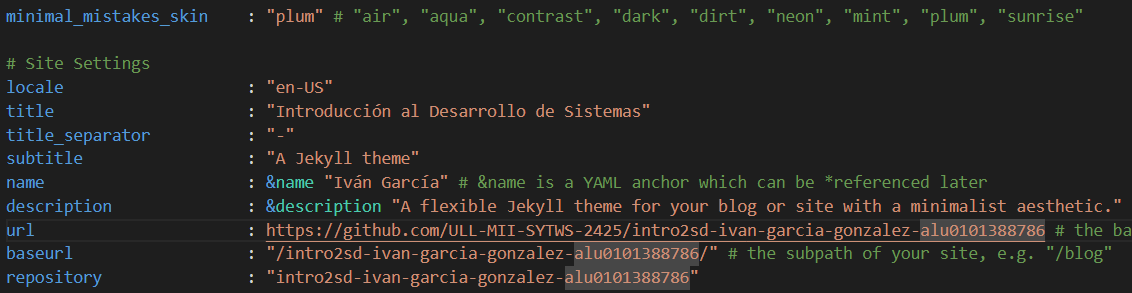 minimal_mistakes_skin : "plum" # "air", "aqua", "contrast", "dark", "dirt", "neon", "mint", "plum", "sunrise"
# Site Settings
locale : "en-US"
title : "Introducción al Desarrollo de Sistemas"
title_separator : "-"
subtitle : "A Jekyll theme"
name : &name "Iván García" # &name is a YAML anchor which can be *referenced later
description : &description "A flexible Jekyll theme for your blog or site with a minimalist aesthetic."
url : https://github.com/ULL-MII-SYTWS-2425/intro2sd-ivan-garcia-gonzalez-alu0101388786 # the ba
baseurl : "/intro2sd-ivan-garcia-gonzalez-alu0101388786/" # the subpath of your site, e.g. "/blog"
repository : "intro2sd-ivan-garcia-gonzalez-alu0101388786"